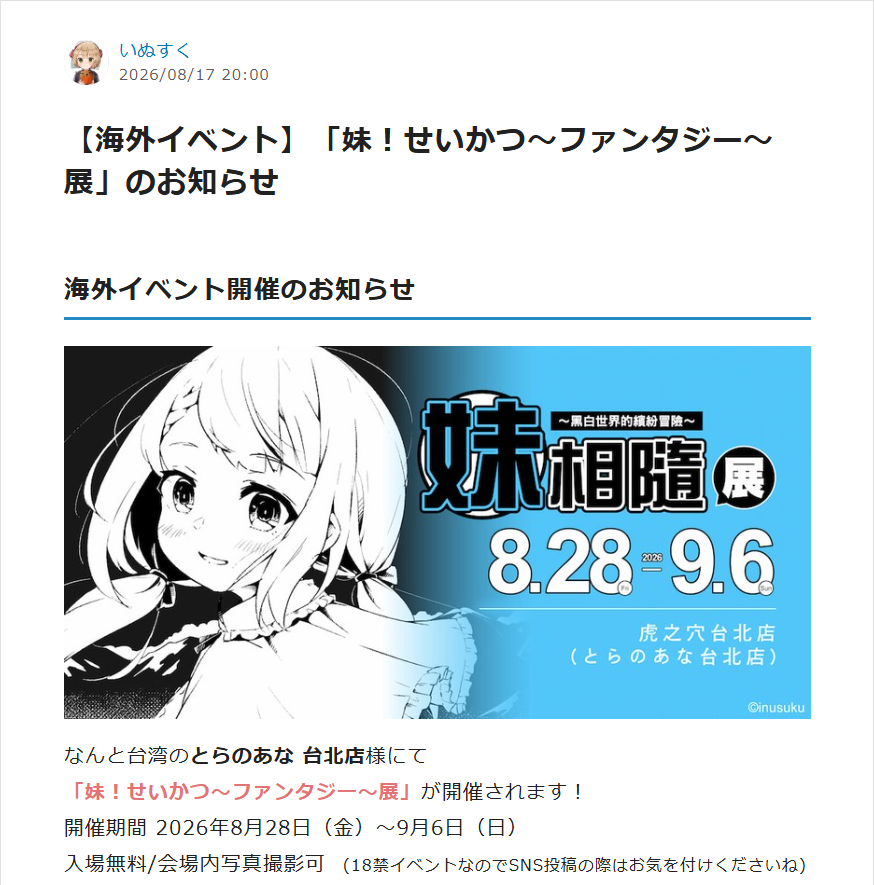 いぬすく
2026/08/17 20:00
【海外イベント】「妹！せいかつ～ファンタジー～
展」のお知らせ
海外イベント開催のお知らせ
～黑白世界的繽紛冒險～
妹相隨展
8.28 Fri 2026 – 9.6 Sun
虎之穴台北店
（とらのあな台北店）
©inusuku
なんと台湾のとらのあな 台北店様にて
「妹！せいかつ～ファンタジー～展」が開催されます！
開催期間 2026年8月28日（金）～9月6日（日）
入場無料/会場内写真撮影可 （18禁イベントなのでSNS投稿の際はお気を付けくださいね）